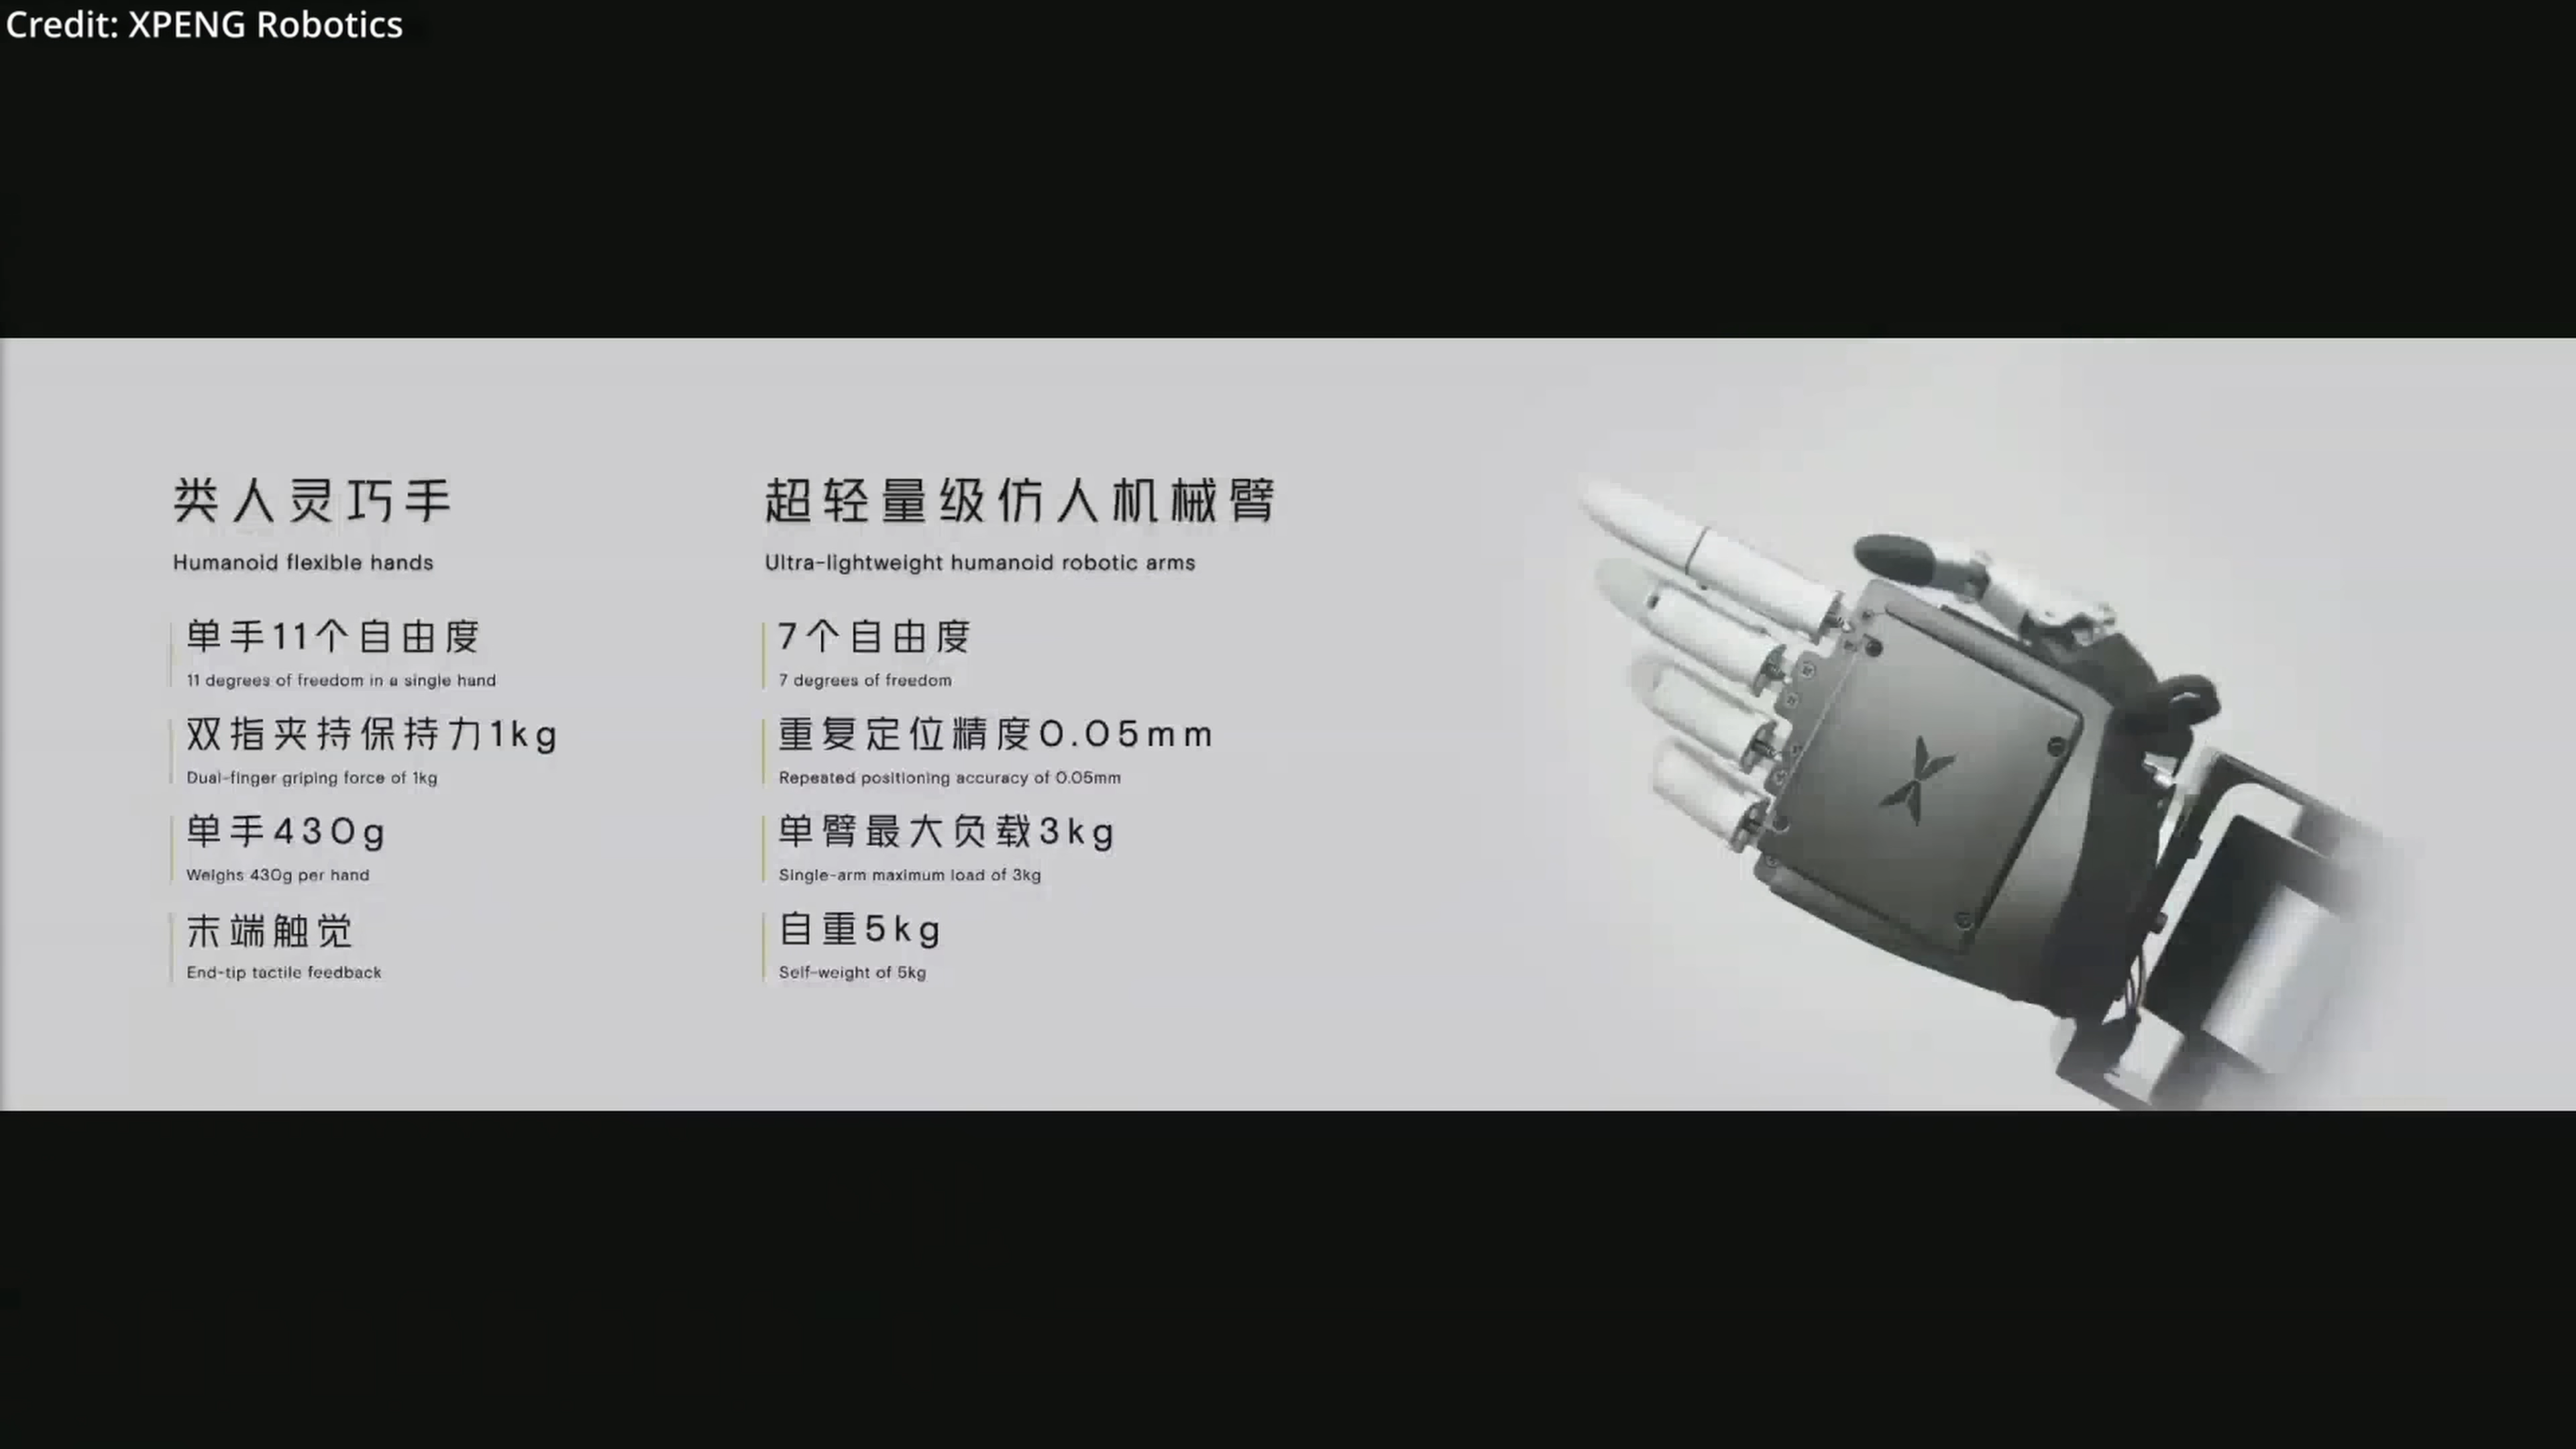 Credit: XPENG Robotics
类人灵巧手
Humanoid flexible hands
单手11个自由度
11 degrees of freedom in a single hand
双指夹持保持力1kg
Dual-finger griping force of 1kg
单手430g
Weighs 430g per hand
末端触觉
End-tip tactile feedback
超轻量级仿人机械臂
Ultra-lightweight humanoid robotic arms
7个自由度
7 degrees of freedom
重复定位精度0.05mm
Repeated positioning accuracy of 0.05mm
单臂最大负载3kg
Single-arm maximum load of 3kg
自重5kg
Self-weight of 5kg